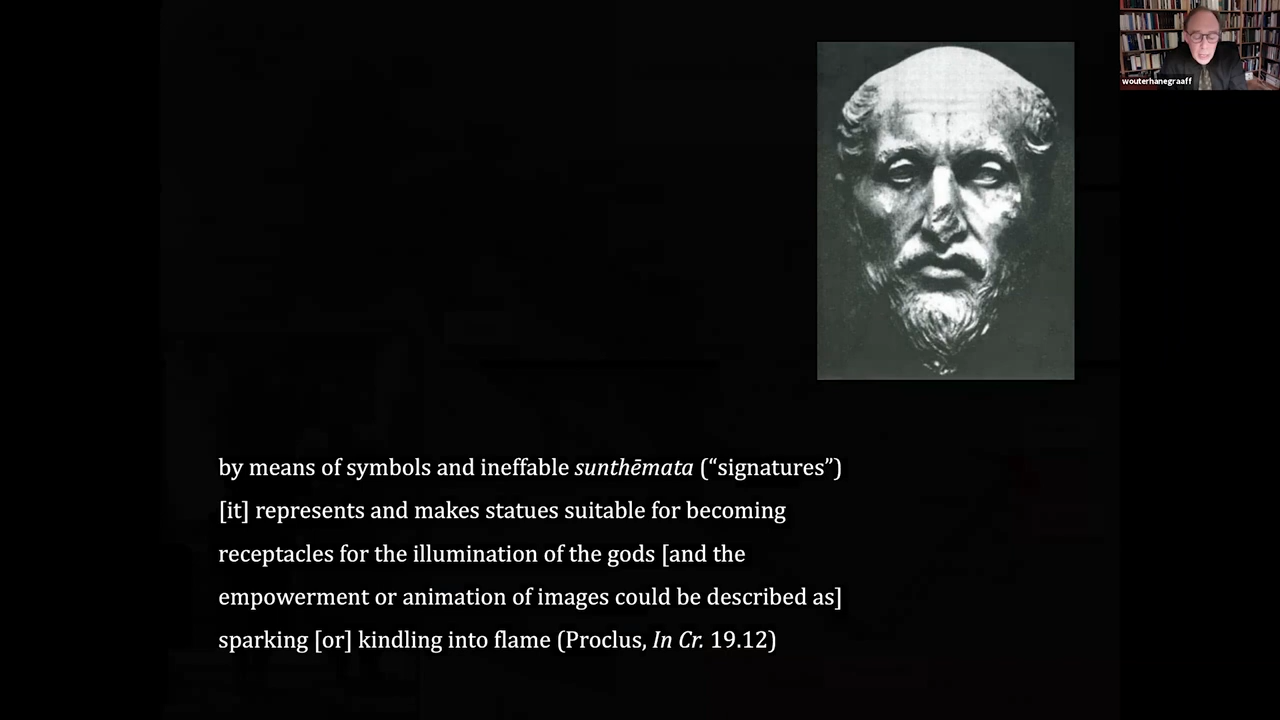 wouterhanegraaff
by means of symbols and ineffable sunthēmata (“signatures”)
[it] represents and makes statues suitable for becoming
receptacles for the illumination of the gods [and the
empowerment or animation of images could be described as]
sparking [or] kindling into flame (Proclus, In Cr. 19.12)